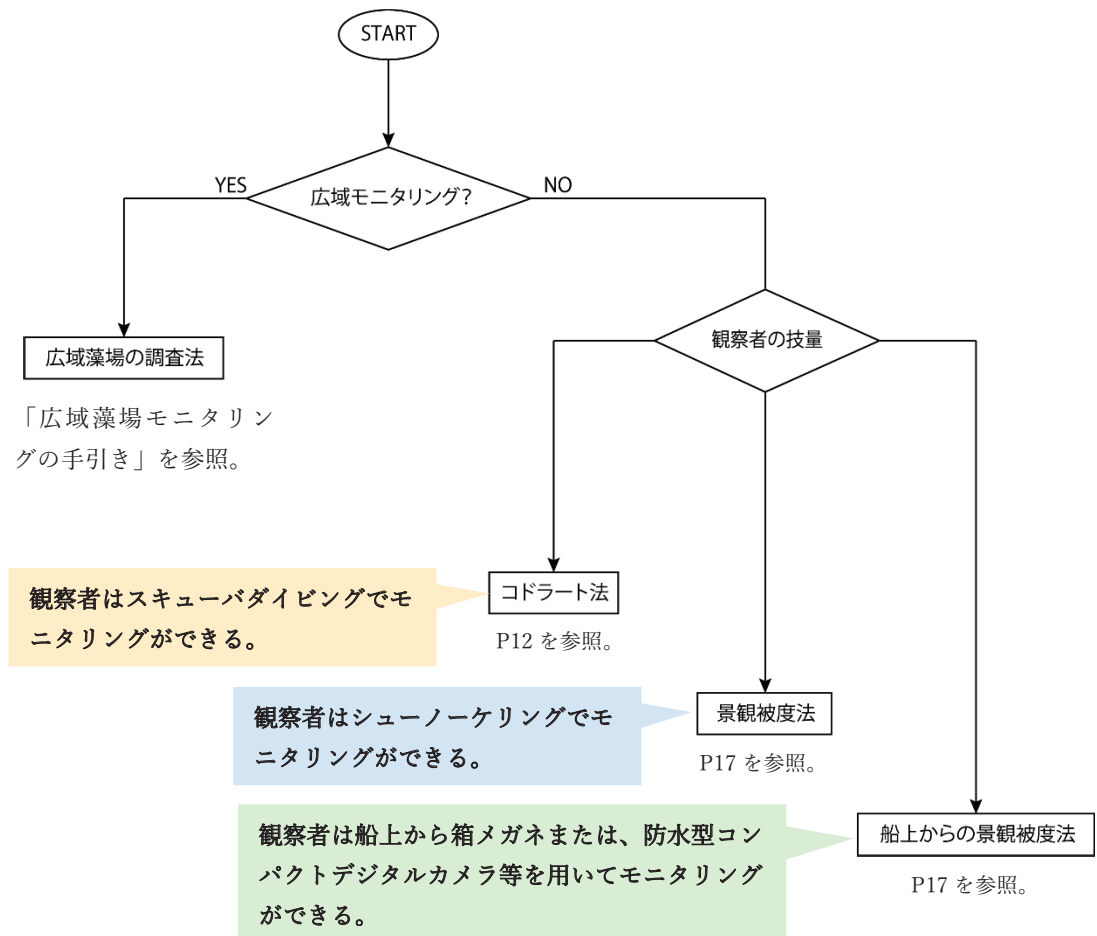 START
広域モニタリング？
YES
NO
観察者の技量
広域藻場の調査法
「広域藻場モニタリン
グの手引き」を参照。
観察者はスキューバダイビングでモ
ニタリングができる。
コドラート法
P12 を参照。
観察者はシューノーケリングでモ
ニタリングができる。
景観被度法
P17 を参照。
観察者は船上から箱メガネまたは、防水型コン
パクトデジタルカメラ等を用いてモニタリング
ができる。
船上からの景観被度法
P17 を参照。